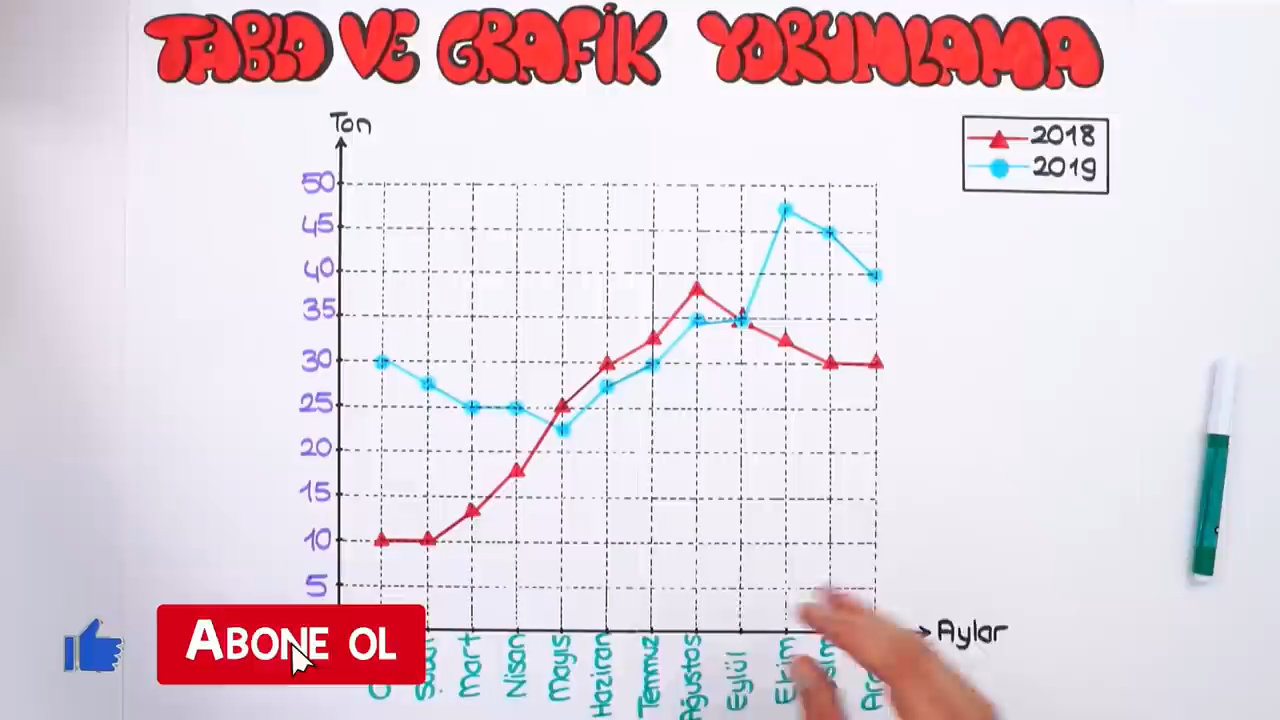 TABLO VE GRAFİK YORUMLAMA
Ton
2018
2019
50
45
40
35
30
25
20
15
10
5
Mart
Nisan
Mayıs
Haziran
Temmuz
Ağustos
Eylül
Ekim
Aylar
ABONE OL